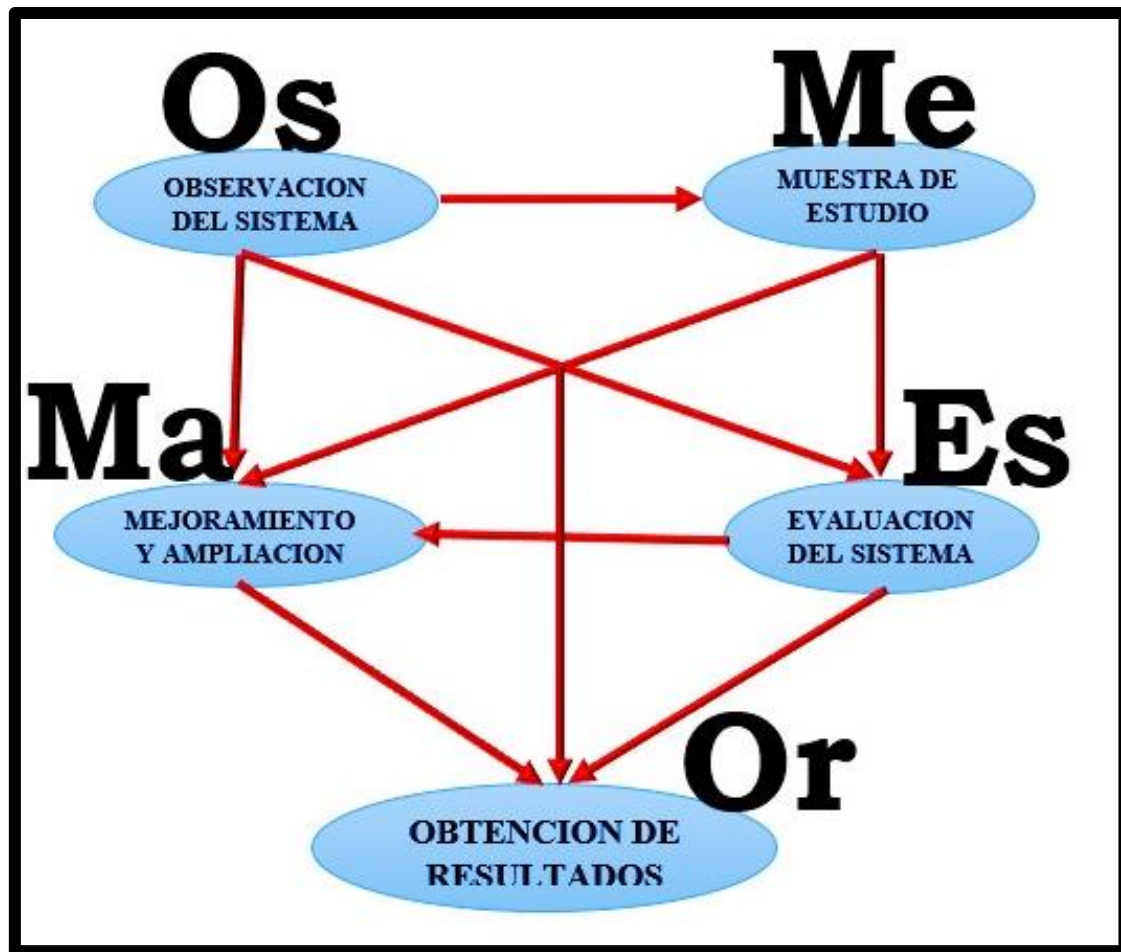 Os
OBSERVACION
DEL SISTEMA
Me
MUESTRA DE
ESTUDIO
Ma
MEJORAMIENTO
Y AMPLIACION
Es
EVALUACION
DEL SISTEMA
Or
OBTENCION DE
RESULTADOS